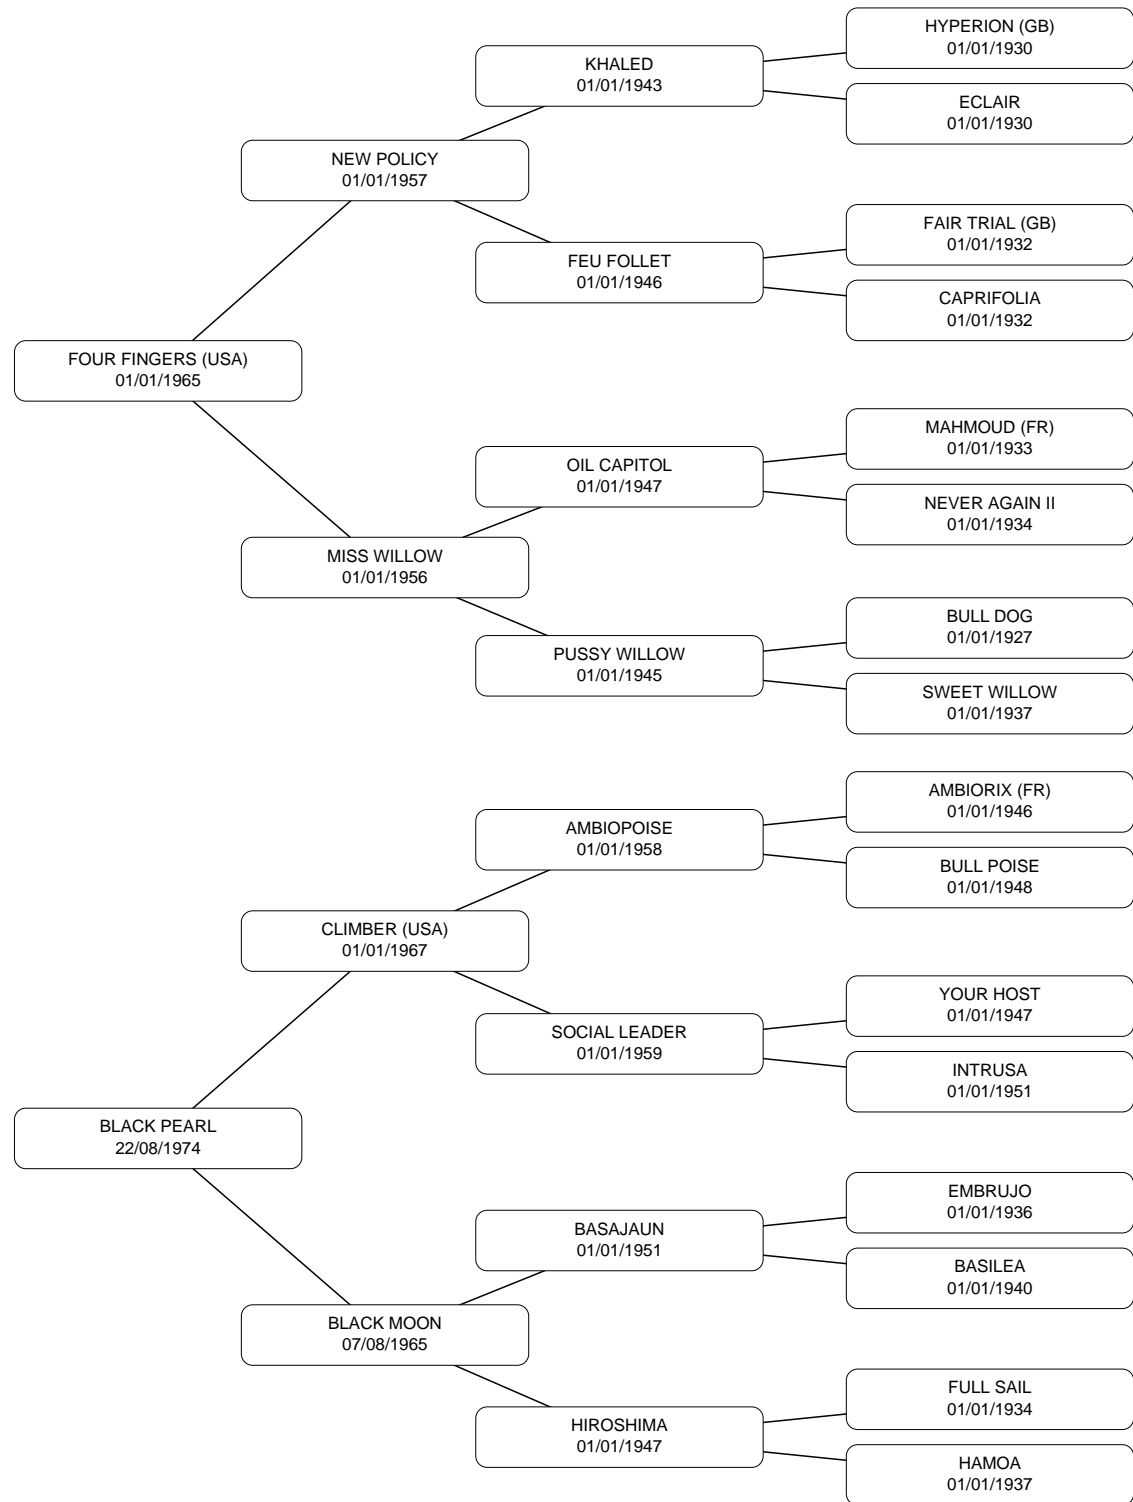 HYPERION (GB)
01/01/1930
KHALED
01/01/1943
ECLAIR
01/01/1930
NEW POLICY
01/01/1957
FAIR TRIAL (GB)
01/01/1932
FEU FOLLET
01/01/1946
CAPRIFOLIA
01/01/1932
FOUR FINGERS (USA)
01/01/1965
MAHMOUD (FR)
01/01/1933
OIL CAPITOL
01/01/1947
NEVER AGAIN II
01/01/1934
MISS WILLOW
01/01/1956
BULL DOG
01/01/1927
PUSSY WILLOW
01/01/1945
SWEET WILLOW
01/01/1937
AMBIORIX (FR)
01/01/1946
AMBIOPOISE
01/01/1958
BULL POISE
01/01/1948
CLIMBER (USA)
01/01/1967
YOUR HOST
01/01/1947
SOCIAL LEADER
01/01/1959
INTRUSA
01/01/1951
BLACK PEARL
22/08/1974
EMBRUJO
01/01/1936
BASAJAUN
01/01/1951
BASILEA
01/01/1940
BLACK MOON
07/08/1965
FULL SAIL
01/01/1934
HIROSHIMA
01/01/1947
HAMOA
01/01/1937